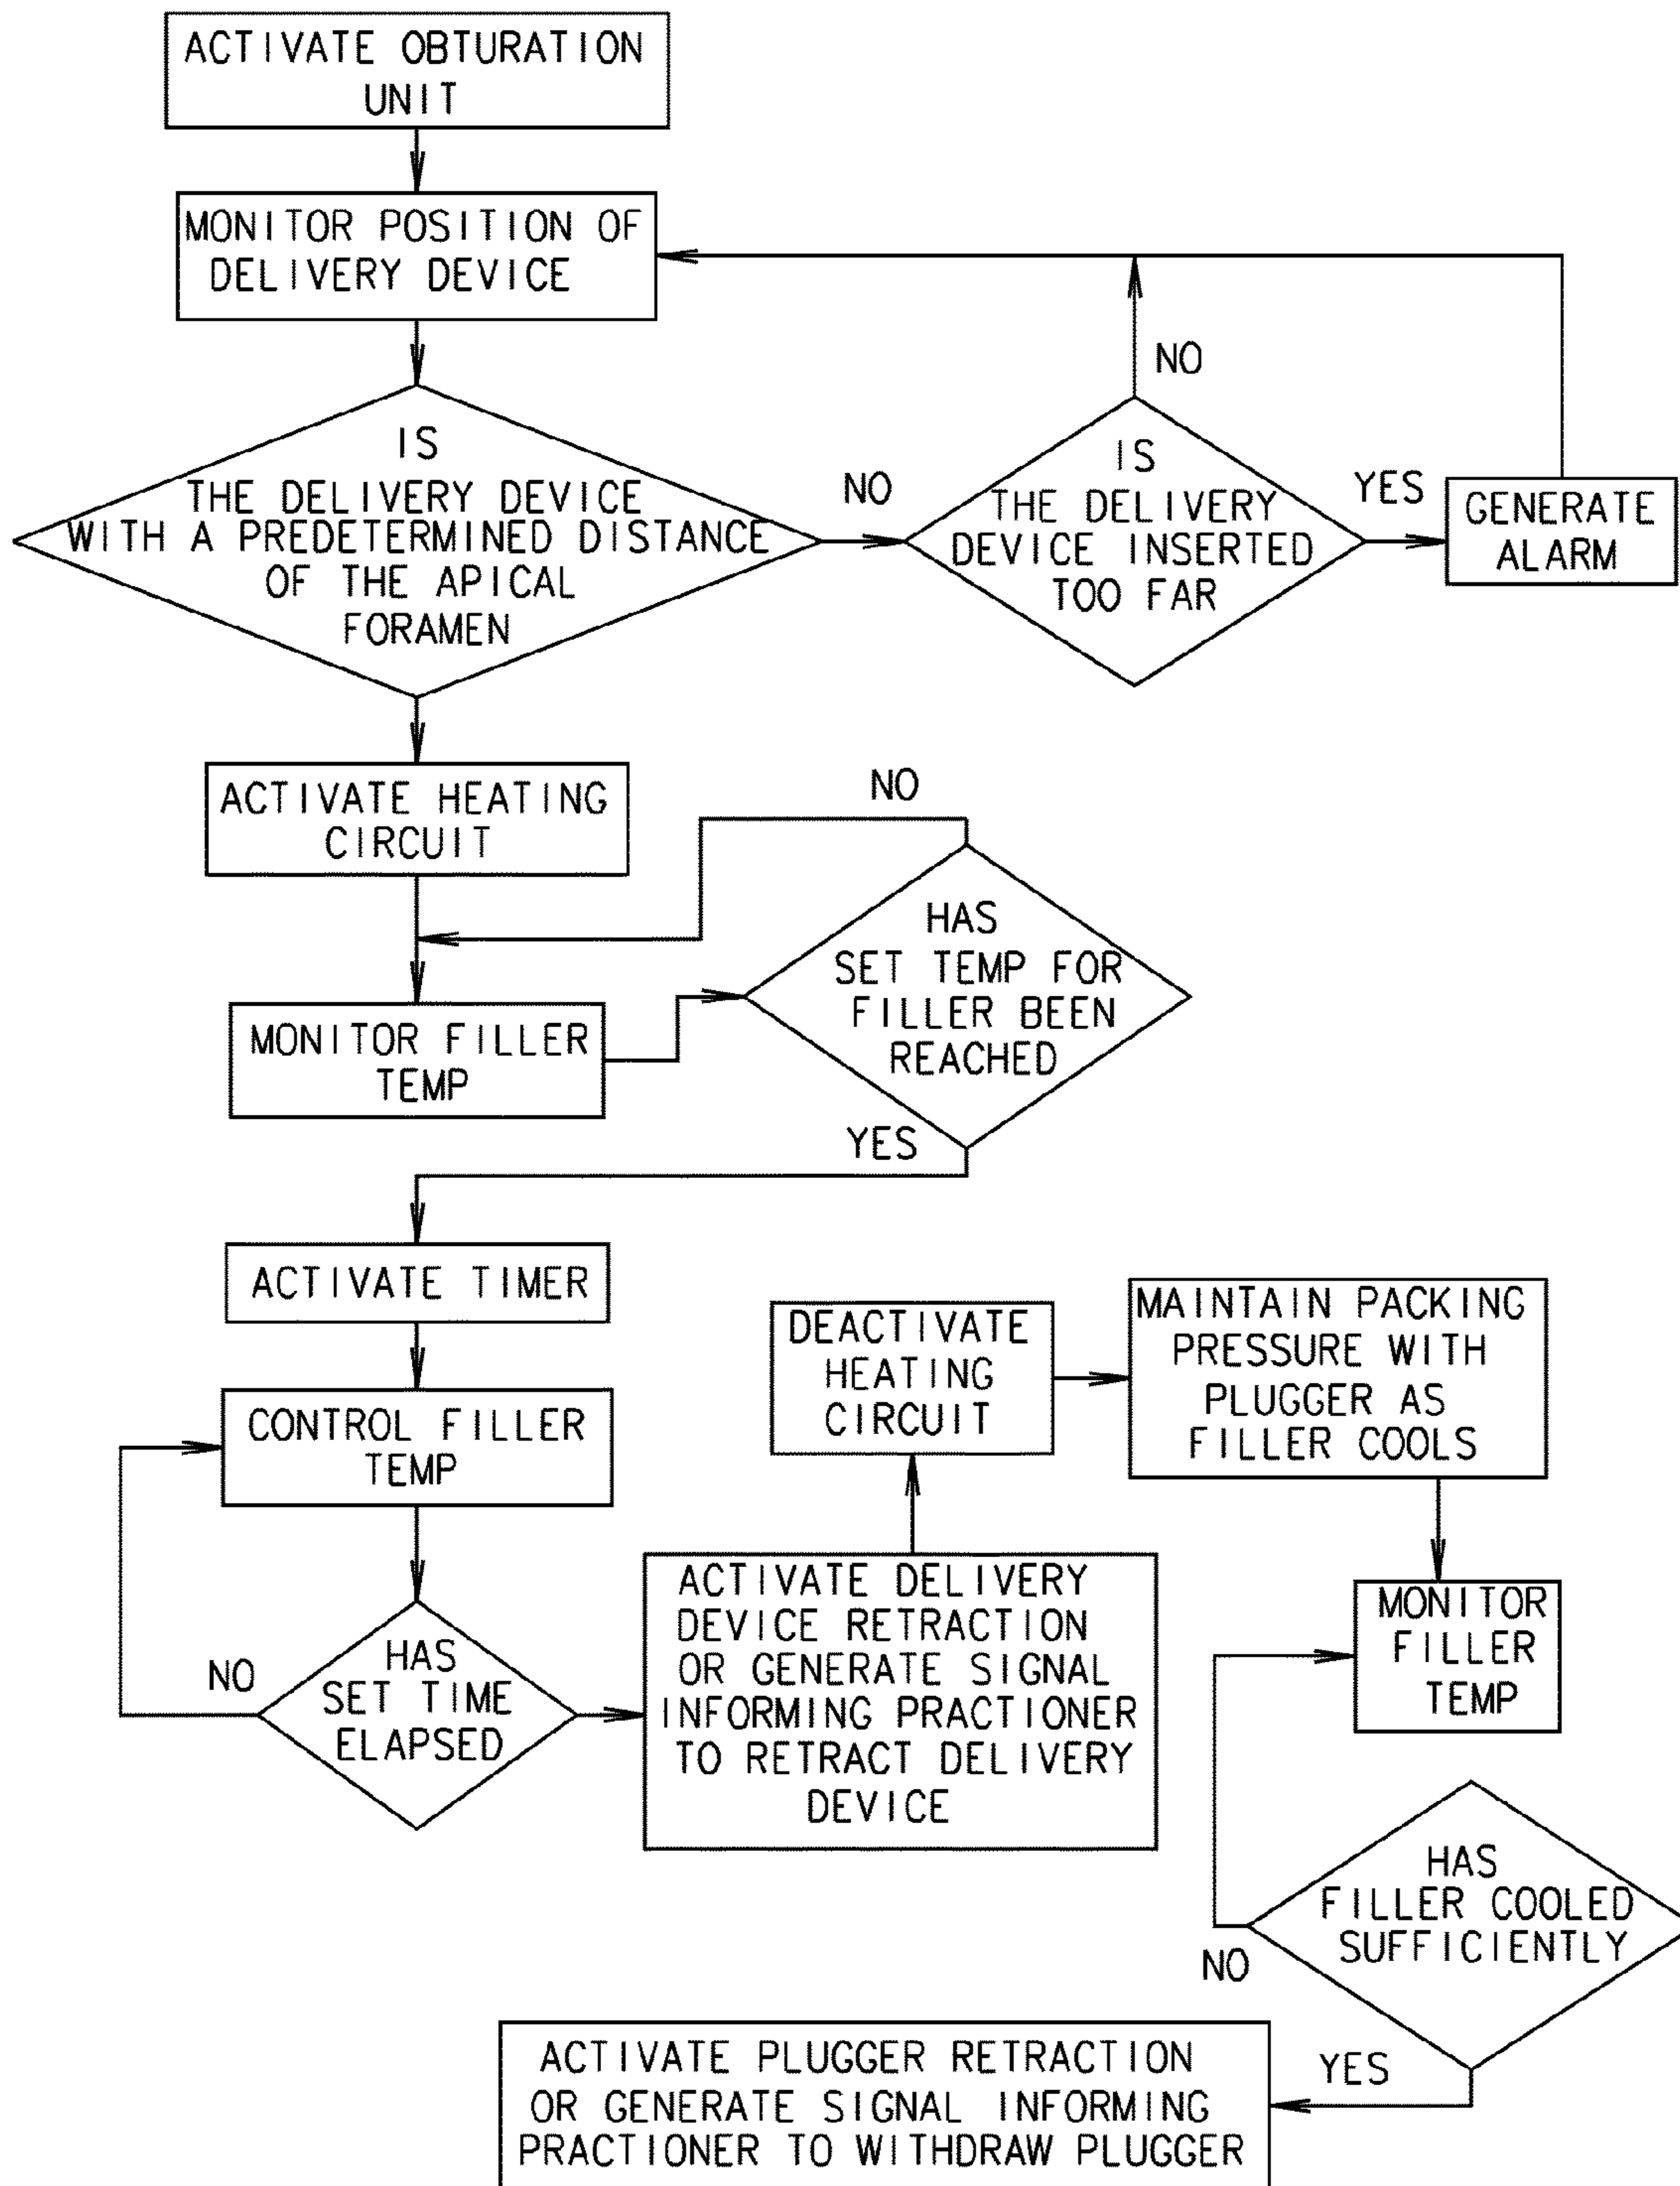 ACTIVATE OBTURATION
UNIT
MONITOR POSITION OF
DELIVERY DEVICE
IS
THE DELIVERY DEVICE
WITH A PREDETERMINED DISTANCE
OF THE APICAL
FORAMEN
NO
IS
THE DELIVERY
DEVICE INSERTED
TOO FAR
NO
YES
GENERATE
ALARM
ACTIVATE HEATING
CIRCUIT
MONITOR FILLER
TEMP
NO
HAS
SET TEMP FOR
FILLER BEEN
REACHED
YES
ACTIVATE TIMER
CONTROL FILLER
TEMP
HAS
SET TIME
ELAPSED
NO
ACTIVATE DELIVERY
DEVICE RETRACTION
OR GENERATE SIGNAL
INFORMING PRACTIONER
TO RETRACT DELIVERY
DEVICE
DEACTIVATE
HEATING
CIRCUIT
MAINTAIN PACKING
PRESSURE WITH
PLUGGER AS
FILLER COOLS
MONITOR
FILLER
TEMP
HAS
FILLER COOLED
SUFFICIENTLY
NO
YES
ACTIVATE PLUGGER RETRACTION
OR GENERATE SIGNAL INFORMING
PRACTIONER TO WITHDRAW PLUGGER